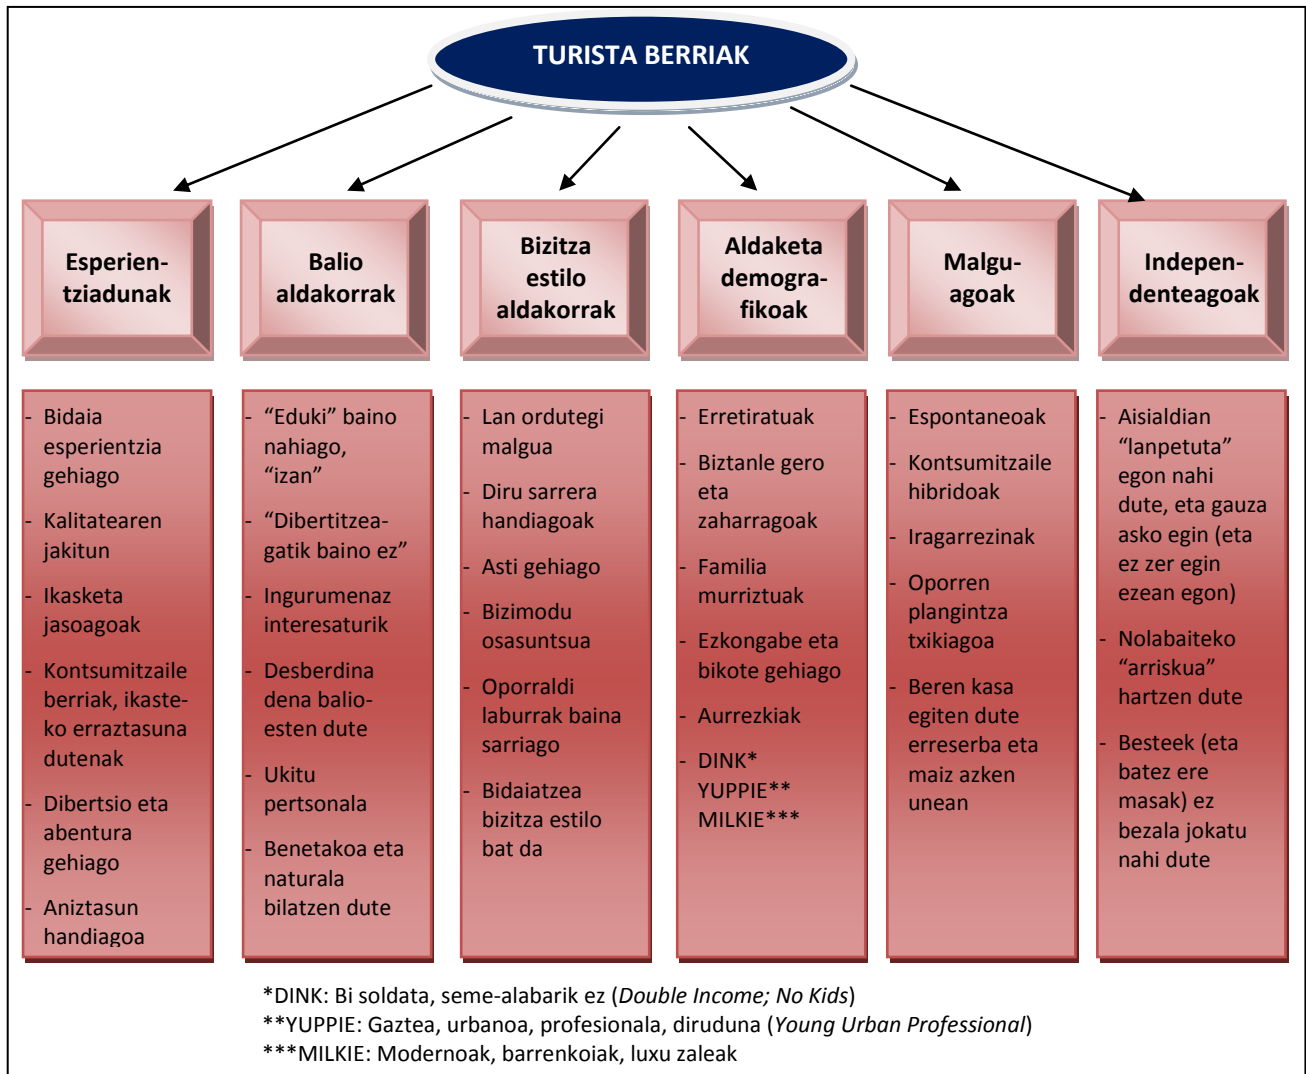 TURISTA BERRIAK
Esperien-
tziadunak
Balio
aldakorrak
Bizitza
estilo
aldakorrak
Aldaketa
demogra-
fikoak
Malgu-
agoak
Indepen-
denteagoak
- Bidaia
esperientzia
gehiago
- Kalitatearen
jakitun
- Ikasketa
jasoagoak
- Kontsumitzaile
berriak, ikaste-
ko erraztasuna
dutenak
- Dibertsio eta
abentura
gehiago
- Aniztasun
handiagoa
- “Eduki” baino
nahiago,
“izan”
- “Dibertitzea-
gatik baino ez”
- Ingurumenaz
interesaturik
- Desberdina
dena balio-
esten dute
- Ukitu
pertsonala
- Benetakoa eta
naturala
bilatzen dute
- Lan ordutegi
malgua
- Diru sarrera
handiagoak
- Asti gehiago
- Bizimodu
osasuntsua
- Oporraldi
laburrak baina
sarriago
- Bidaiatzea
bizitza estilo
bat da
- Erretiratuak
- Biztanle gero
eta
zaharragoak
- Familia
murriztuak
- Ezkongabe eta
bikote gehiago
- Aurrezkiak
- DINK*
YUPPIE**
MILKIE***
- Espontaneoak
- Kontsumitzaile
hibridoak
- Iragarrezinak
- Oporren
plangintza
txikiagoa
- Beren kasa
egiten dute
erreserba eta
maiz azken
unean
- Aisialdian
“lanpetuta”
egon nahi
dute, eta gauza
asko egin (eta
ez zer egin
ezean egon)
- Nolabaiteko
“arriskua”
hartzen dute
- Besteek (eta
batez ere
masak) ez
bezala jokatu
nahi dute
*DINK: Bi soldata, seme-alabarik ez (Double Income; No Kids)
**YUPPIE: Gaztea, urbanoa, profesionala, diruduna (Young Urban Professional)
***MILKIE: Modernoak, barrenkoiak, luxu zaleak